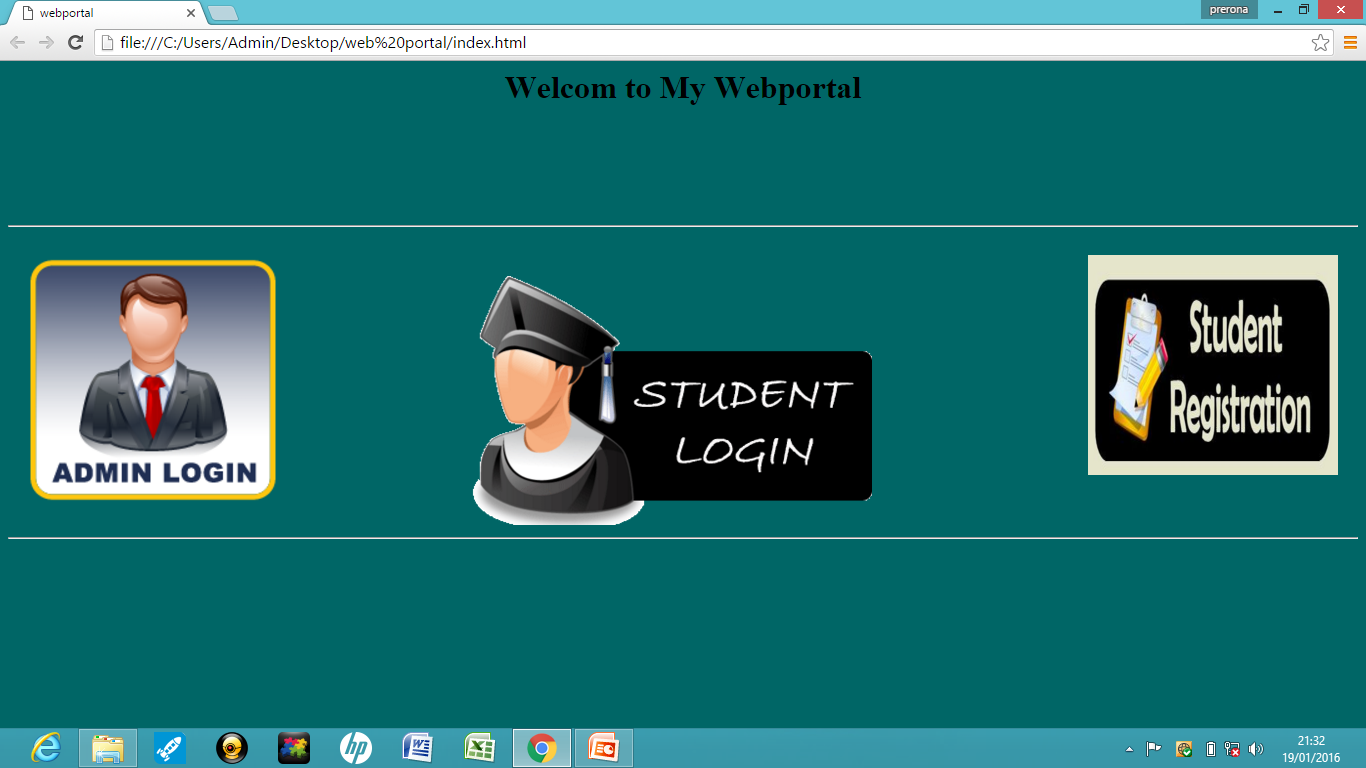 webportal
prerona
file:///C:/Users/Admin/Desktop/web%20portal/index.html
Welcom to My Webportal
ADMIN LOGIN
STUDENT
LOGIN
Student
Registration
hp
21:32
19/01/2016